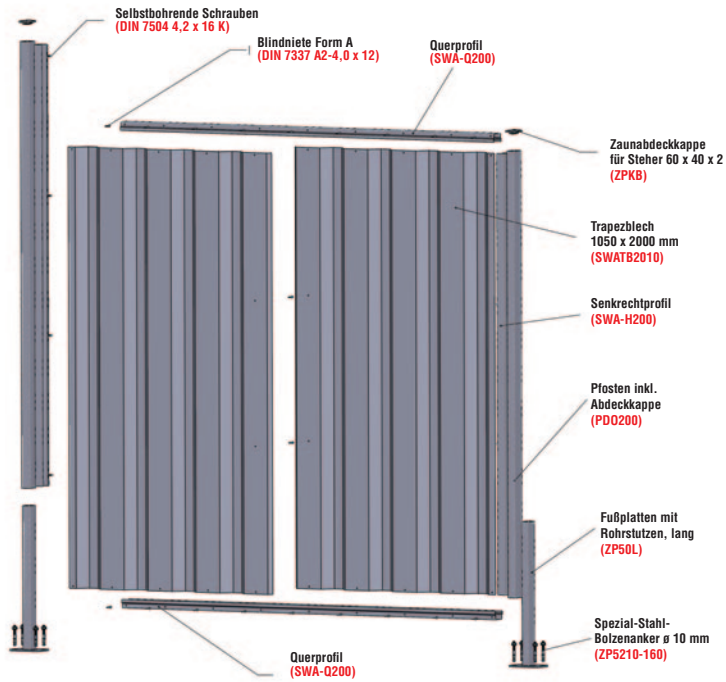 Selbstbohrende Schrauben
(DIN 7504 4,2 x 16 K)
Blindniete Form A
(DIN 7337 A2-4,0 x 12)
Querprofil
(SWA-Q200)
Zaunabdeckkappe
für Steher 60 x 40 x 2
(ZPKB)
Trapezblech
1050 x 2000 mm
(SWATB2010)
Senkrechtprofil
(SWA-H200)
Pfosten inkl.
Abdeckkappe
(PDO200)
Fußplatten mit
Rohrstutzen, lang
(ZP50L)
Spezial-Stahl-
Bolzenanker ø 10 mm
(ZP5210-160)
Querprofil
(SWA-Q200)